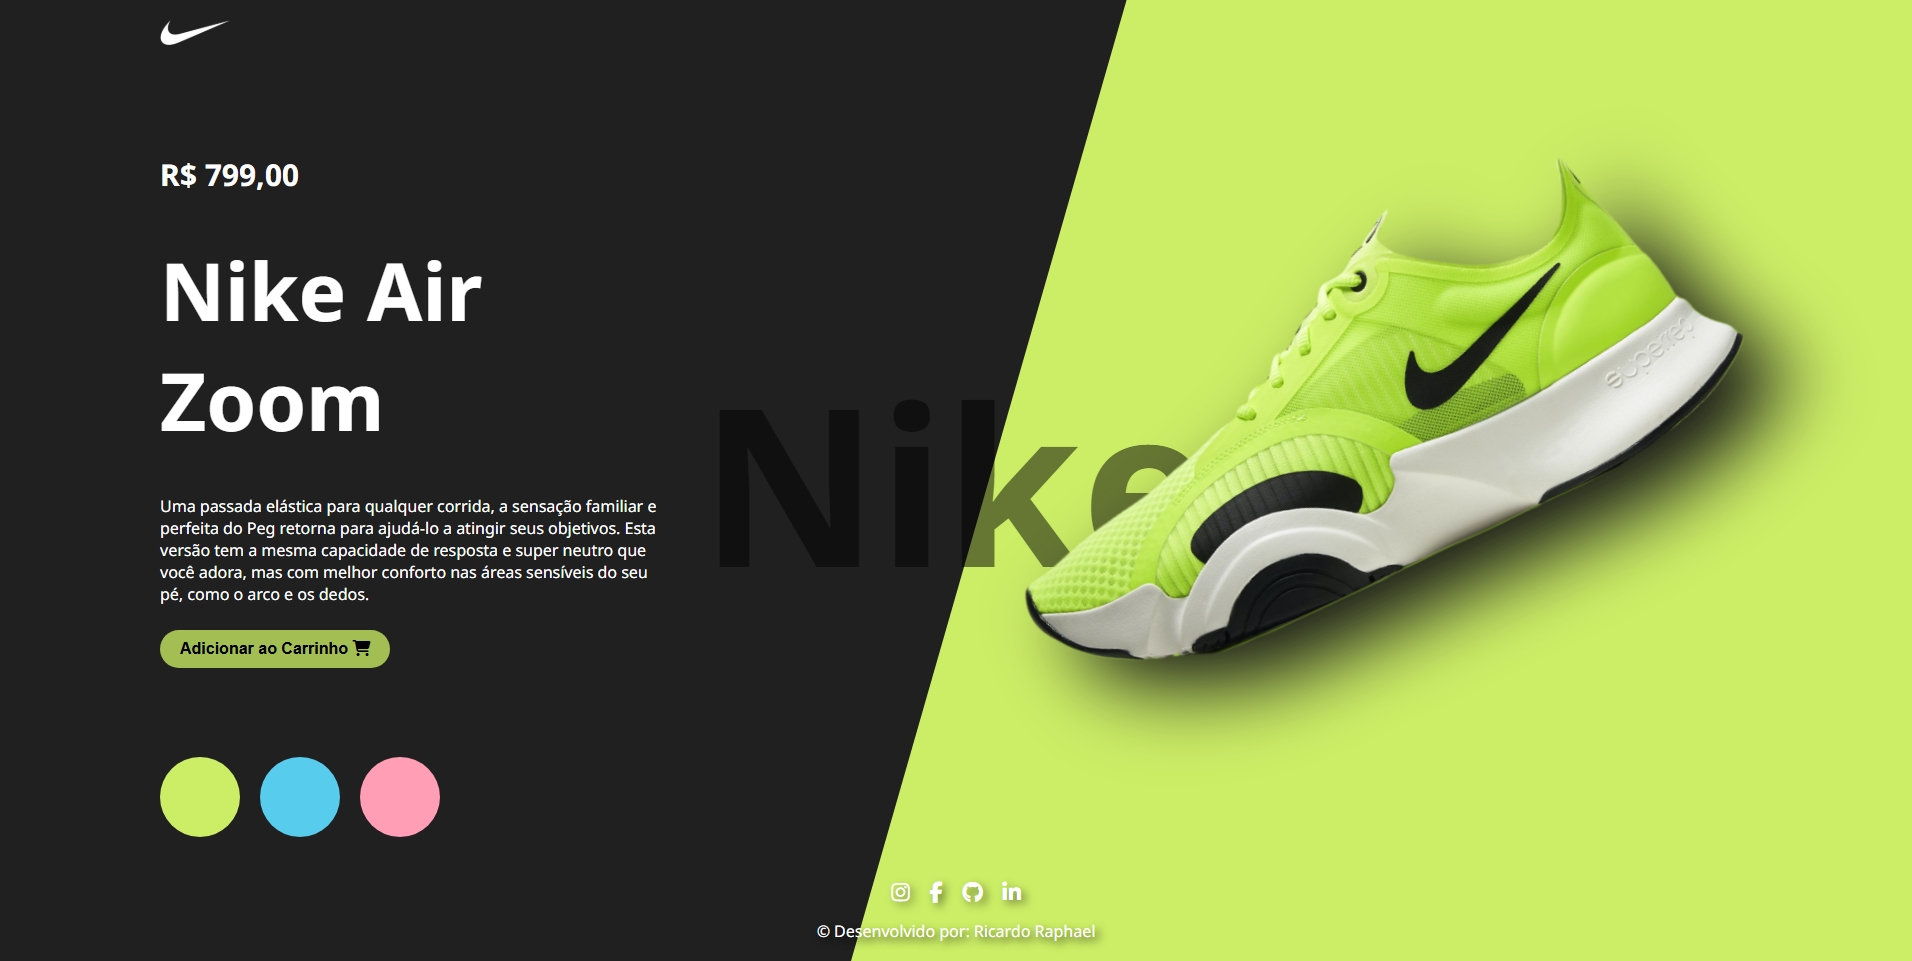 R$ 799,00
Nike Air
Zoom
Nike
Uma passada elástica para qualquer corrida, a sensação familiar e
perfeita do Peg retorna para ajudá-lo a atingir seus objetivos. Esta
versão tem a mesma capacidade de resposta e super neutro que
você adora, mas com melhor conforto nas áreas sensíveis do seu
pé, como o arco e os dedos.
Adicionar ao Carrinho
superrep
© Desenvolvido por: Ricardo Raphael